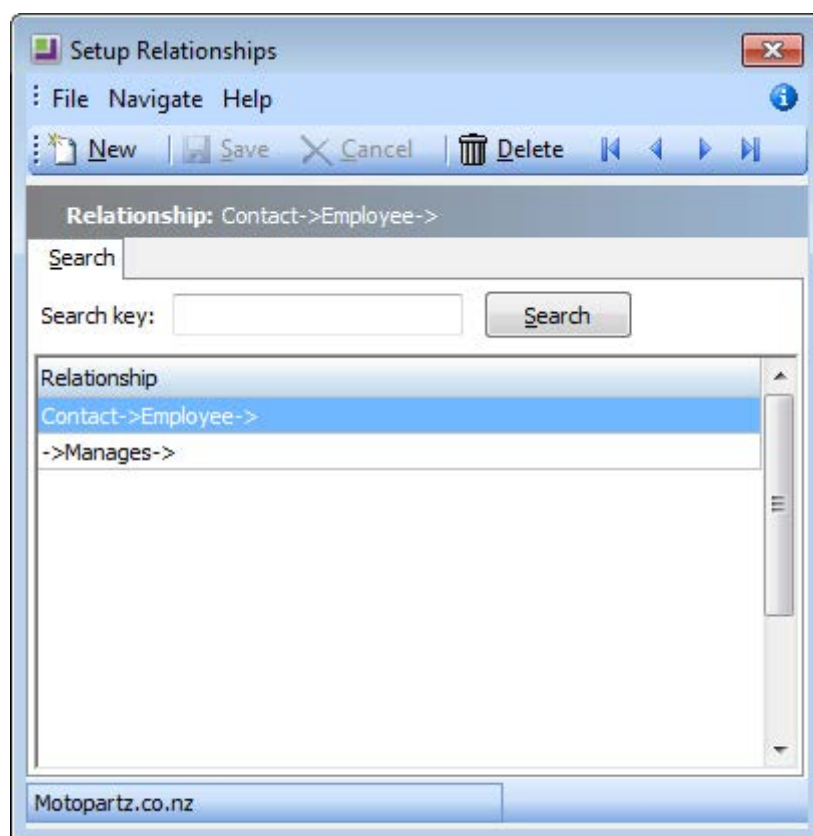 Setup Relationships
File Navigate Help
New Save Cancel Delete
Relationship: Contact->Employee->
Search
Search key: Search
Relationship
Contact->Employee->
->Manages->
Motopartz.co.nz